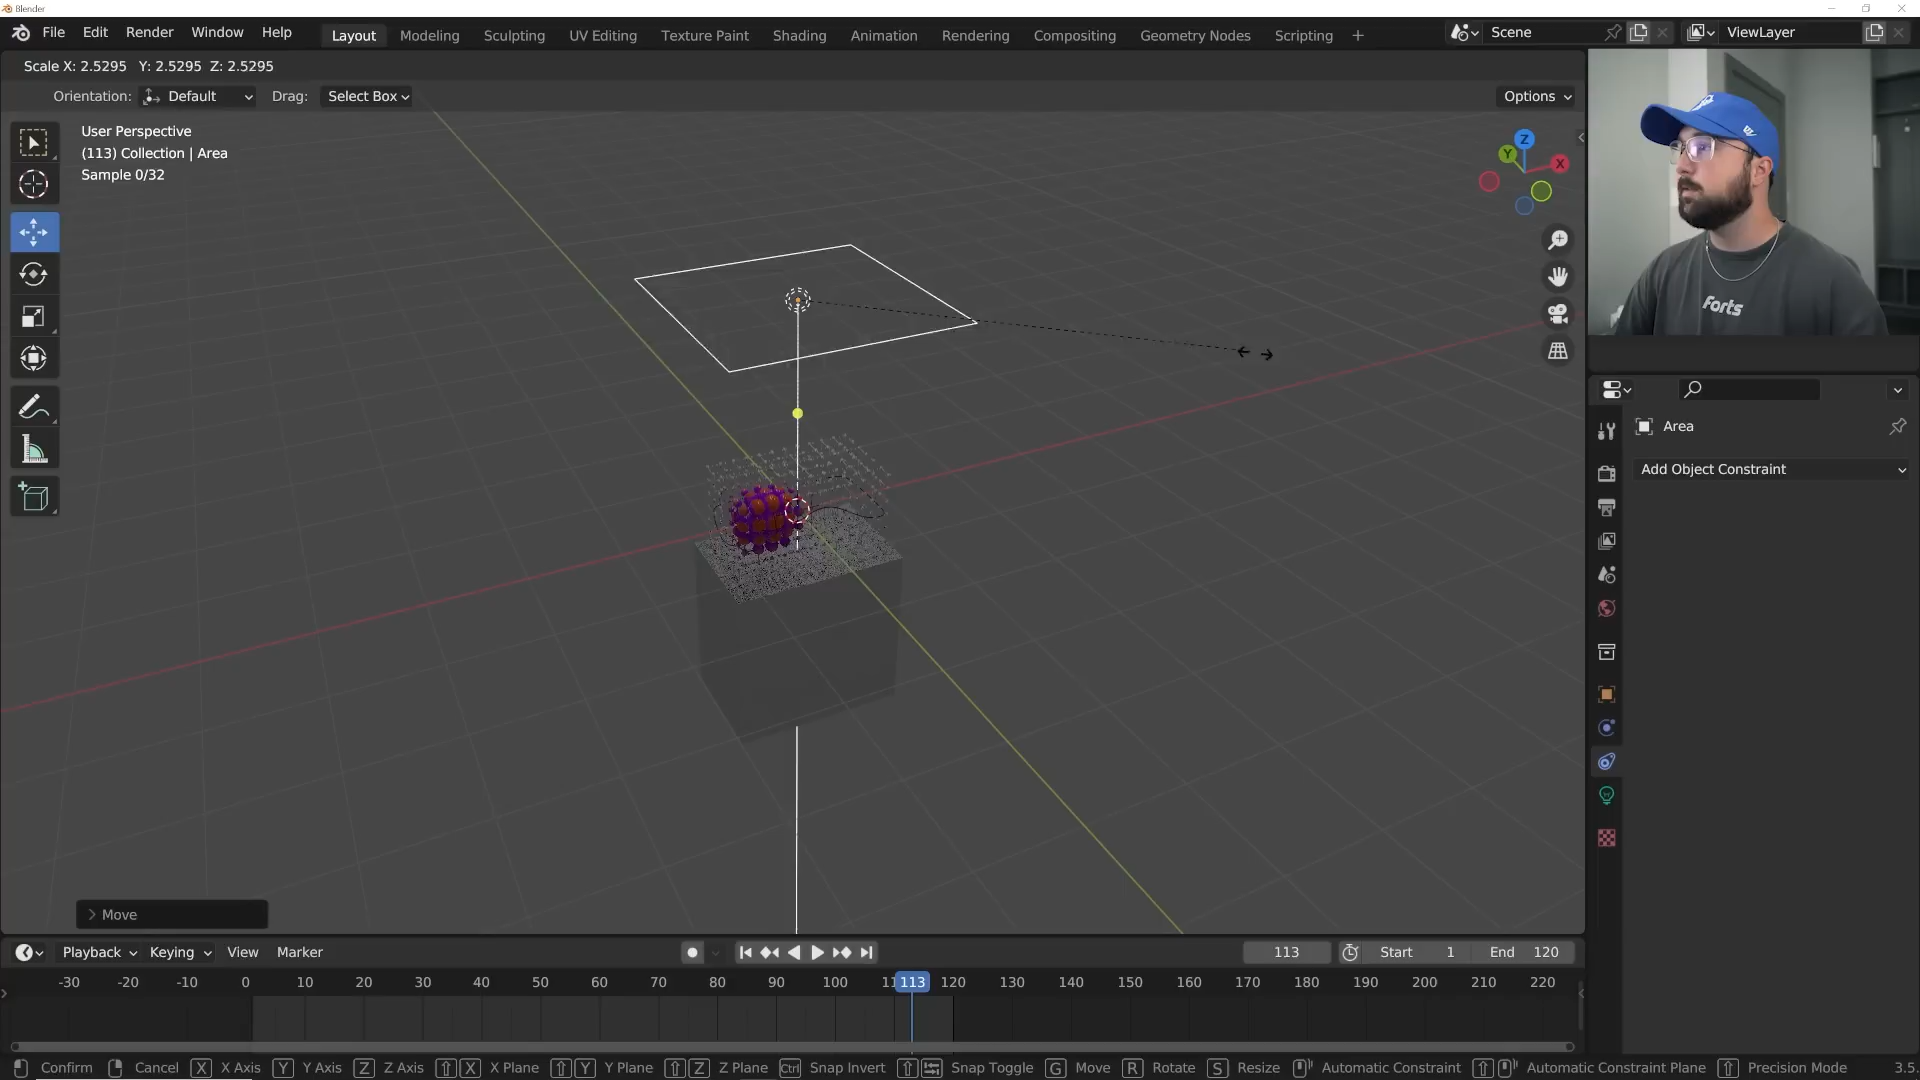 Blender
File Edit Render Window Help
Layout Modeling Sculpting UV Editing Texture Paint Shading Animation Rendering Compositing Geometry Nodes Scripting +
Scene
ViewLayer
Scale X: 2.5295 Y: 2.5295 Z: 2.5295
Orientation: Default Drag: Select Box
Options
User Perspective
(113) Collection | Area
Sample 0/32
Z
Y
X
Forts
Area
Add Object Constraint
Move
Playback Keying View Marker
113 Start 1 End 120
-30 -20 -10 0 10 20 30 40 50 60 70 80 90 100 113 120 130 140 150 160 170 180 190 200 210 220
Confirm Cancel X X Axis Y Y Axis Z Z Axis X X Plane Y Y Plane Z Z Plane Ctrl Snap Invert Snap Toggle G Move R Rotate S Resize Automatic Constraint Automatic Constraint Plane Precision Mode 3.5.